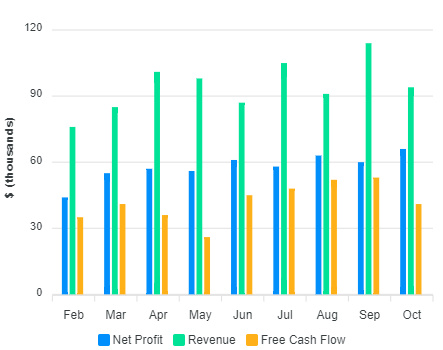 120
90
60
30
0
$ (thousands)
Feb Mar Apr May Jun Jul Aug Sep Oct
Net Profit Revenue Free Cash Flow